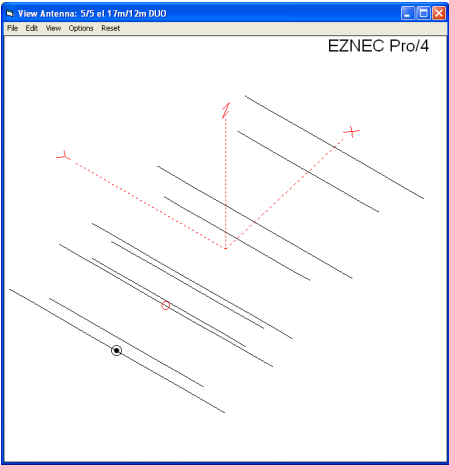 View Antenna: 5/5 el 17m/12m DUO
File Edit View Options Reset
EZNEC Pro/4
Z
X
Y